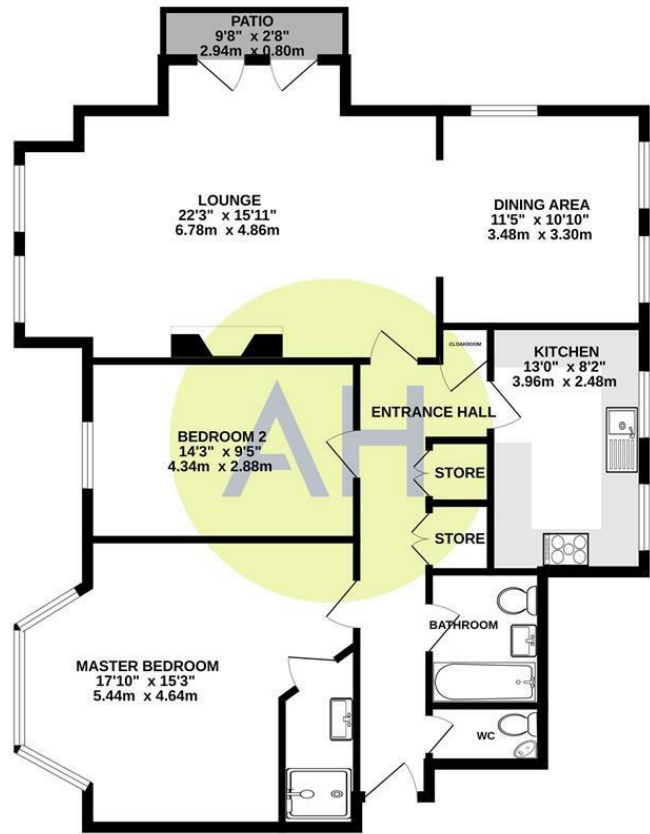 PATIO
9'8" x 2'8"
2.94m x 0.80m
LOUNGE
22'3" x 15'11"
6.78m x 4.86m
DINING AREA
11'5" x 10'10"
3.48m x 3.30m
CLOAKROOM
KITCHEN
13'0" x 8'2"
3.96m x 2.48m
ENTRANCE HALL
AH
BEDROOM 2
14'3" x 9'5"
4.34m x 2.88m
STORE
STORE
BATHROOM
MASTER BEDROOM
17'10" x 15'3"
5.44m x 4.64m
WC